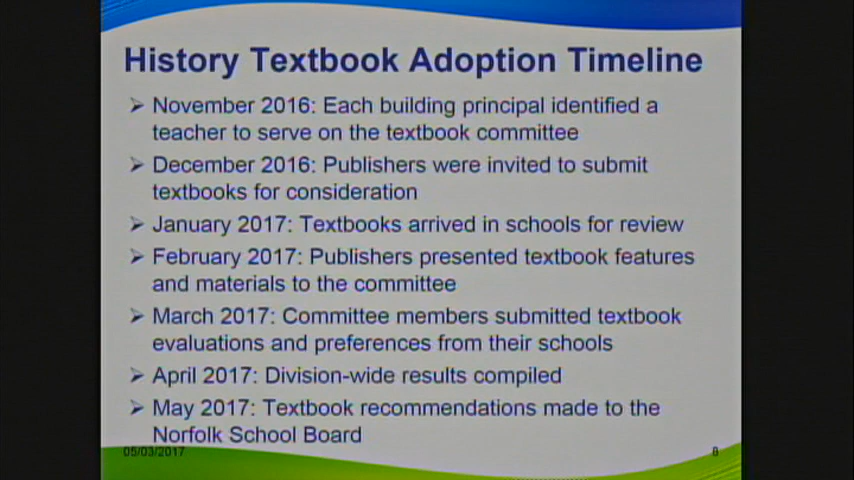 History Textbook Adoption Timeline
➢ November 2016: Each building principal identified a
teacher to serve on the textbook committee
➢ December 2016: Publishers were invited to submit
textbooks for consideration
➢ January 2017: Textbooks arrived in schools for review
➢ February 2017: Publishers presented textbook features
and materials to the committee
➢ March 2017: Committee members submitted textbook
evaluations and preferences from their schools
➢ April 2017: Division-wide results compiled
➢ May 2017: Textbook recommendations made to the
Norfolk School Board
05/03/2017 8